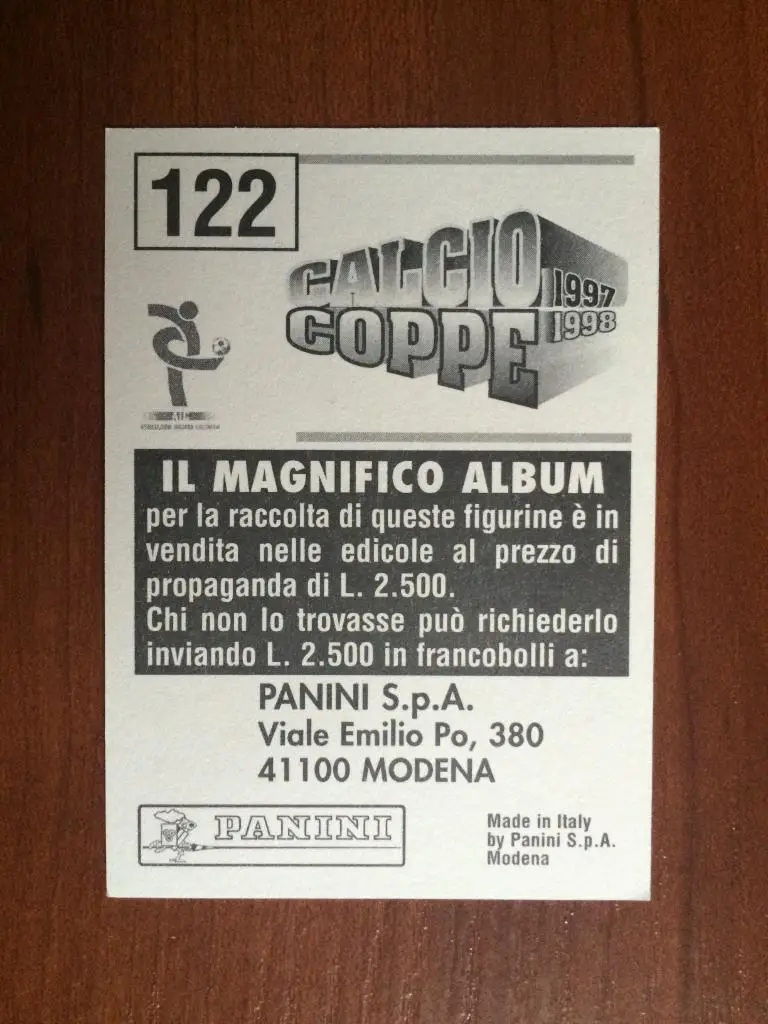 122
CALCIO 1997
COPPE 1998
IL MAGNIFICO ALBUM
per la raccolta di queste figurine è in
vendita nelle edicole al prezzo di
propaganda di L. 2.500.
Chi non lo trovasse può richiederlo
inviando L. 2.500 in francobolli a:
PANINI S.p.A.
Viale Emilio Po, 380
41100 MODENA
PANINI
Made in Italy
by Panini S.p.A.
Modena